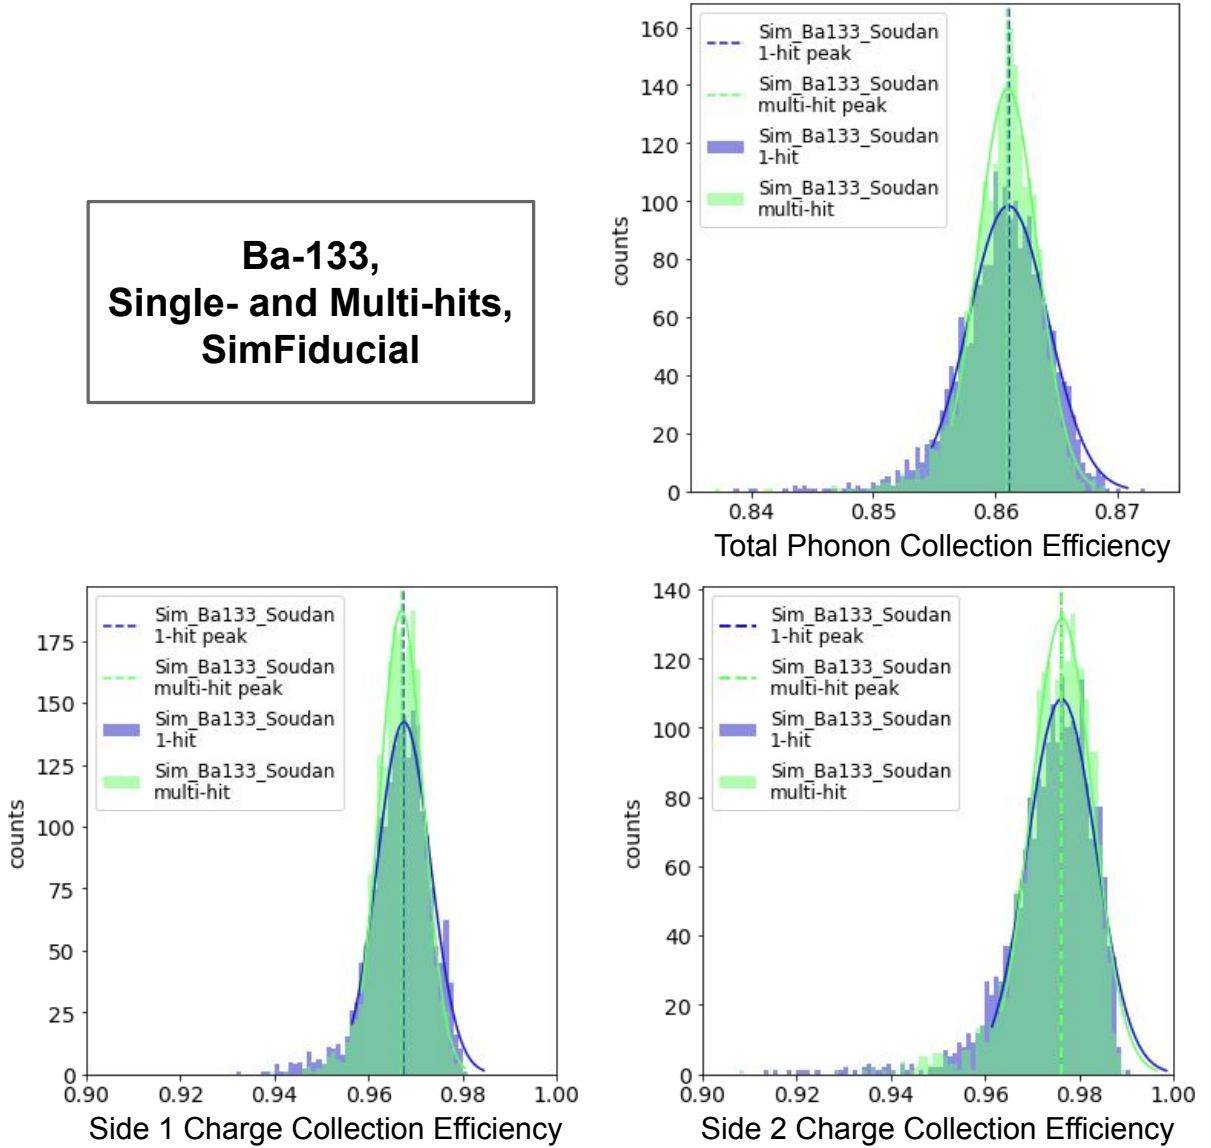 Ba-133,
Single- and Multi-hits,
SimFiducial
160
140
120
100
80
60
40
20
0
counts
Sim_Ba133_Soudan
1-hit peak
Sim_Ba133_Soudan
multi-hit peak
Sim_Ba133_Soudan
1-hit
Sim_Ba133_Soudan
multi-hit
0.84 0.85 0.86 0.87
Total Phonon Collection Efficiency
175
150
125
100
75
50
25
0
counts
Sim_Ba133_Soudan
1-hit peak
Sim_Ba133_Soudan
multi-hit peak
Sim_Ba133_Soudan
1-hit
Sim_Ba133_Soudan
multi-hit
0.90 0.92 0.94 0.96 0.98 1.00
Side 1 Charge Collection Efficiency
140
120
100
80
60
40
20
0
counts
Sim_Ba133_Soudan
1-hit peak
Sim_Ba133_Soudan
multi-hit peak
Sim_Ba133_Soudan
1-hit
Sim_Ba133_Soudan
multi-hit
0.90 0.92 0.94 0.96 0.98 1.00
Side 2 Charge Collection Efficiency